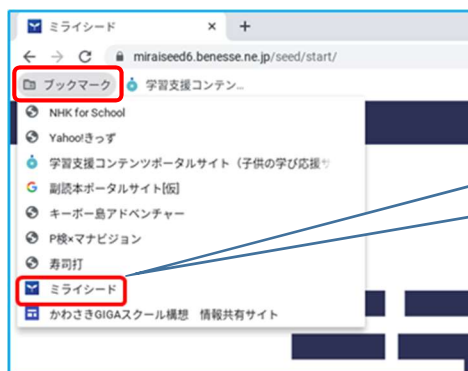 ミライシード
miraiseed6.benesse.ne.jp/seed/start/
ブックマーク 学習支援コンテン...
NHK for School
Yahoo!きっず
学習支援コンテンツポータルサイト（子供の学び応援サ
副読本ポータルサイト[仮]
キーボー島アドベンチャー
P検×マナビジョン
寿司打
ミライシード
かわさきGIGAスクール構想 情報共有サイト